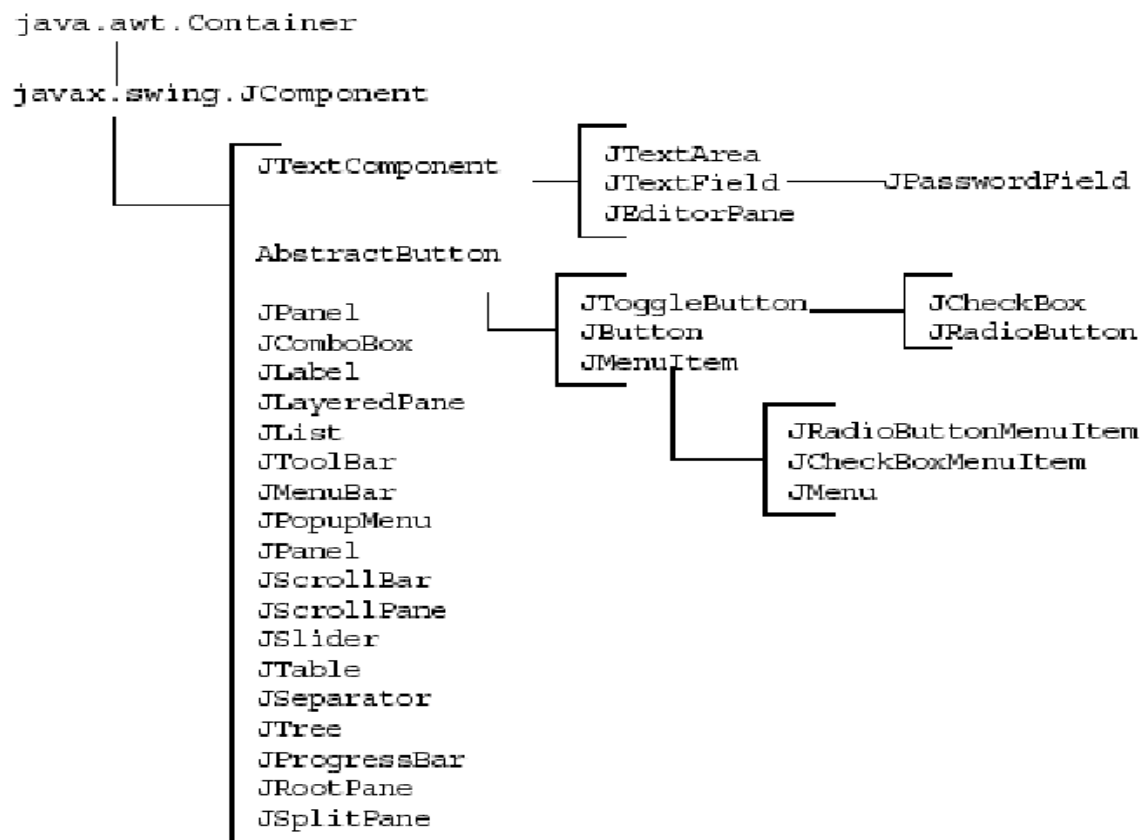 java.awt.Container
javax.swing.JComponent
JTextComponent
JTextArea
JTextField
JPasswordField
JEditorPane
AbstractButton
JToggleButton
JCheckBox
JButton
JRadioButton
JMenuItem
JPanel
JComboBox
JLabel
JLayeredPane
JList
JRadioButtonMenuItem
JToolBar
JCheckBoxMenuItem
JMenuBar
JMenu
JPopupMenu
JPanel
JScrollBar
JScrollPane
JSlider
JTable
JSeparator
JTree
JProgressBar
JRootPane
JSplitPane